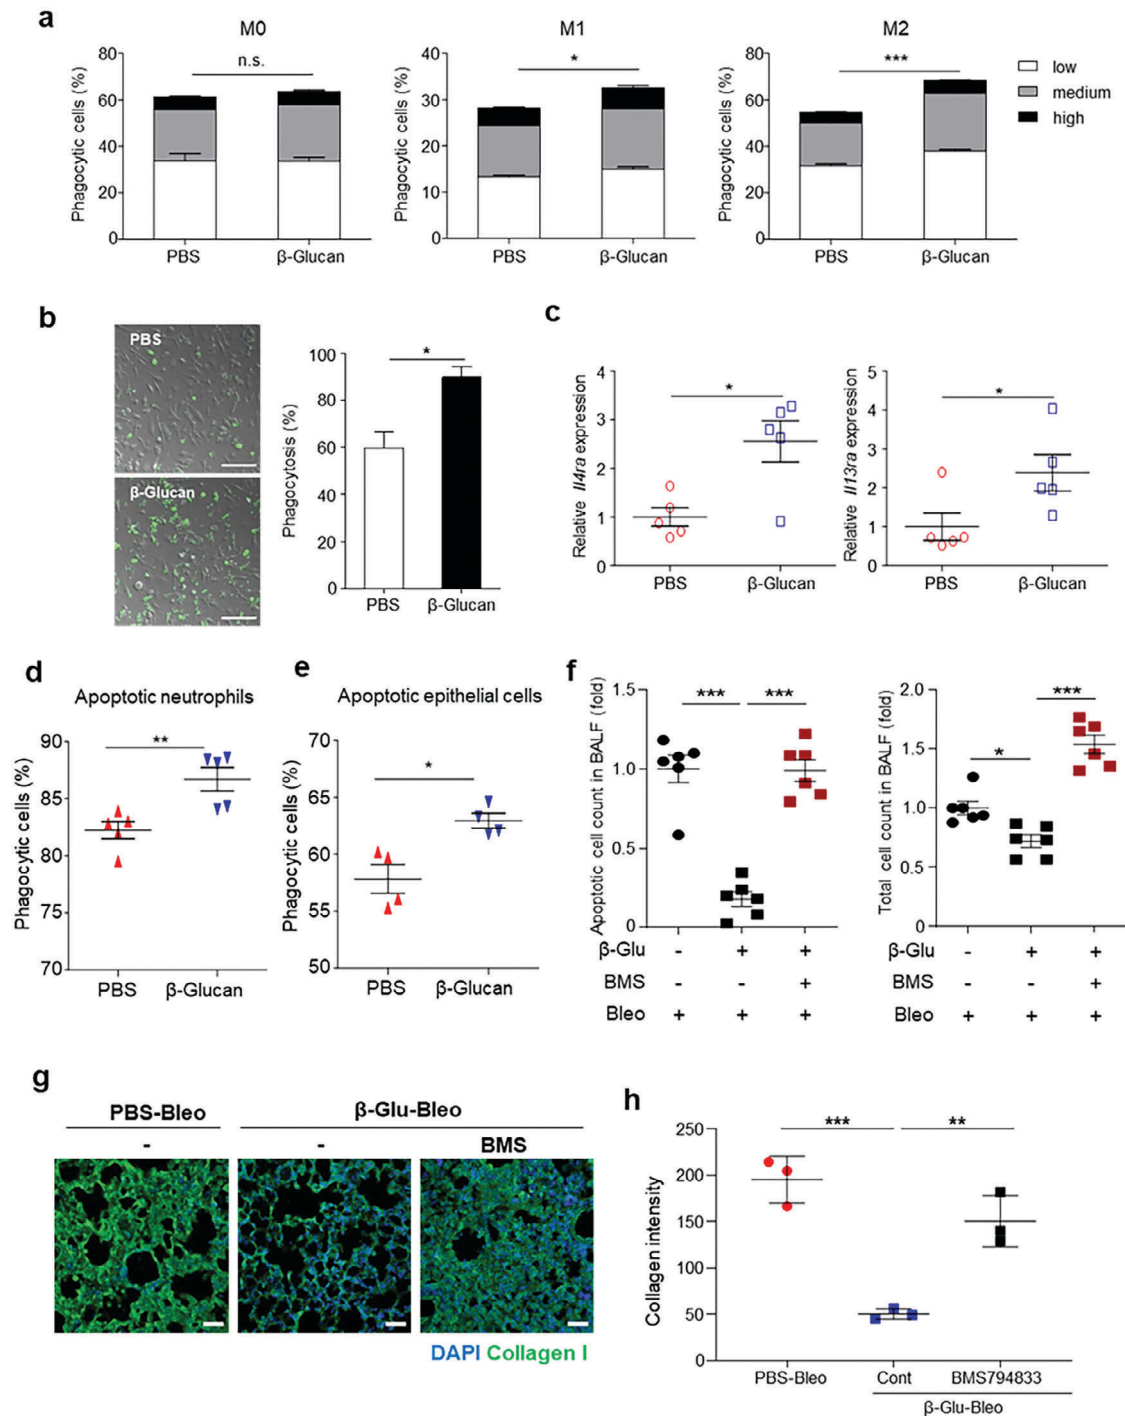 a
M0
M1
M2
Phagocytic cells (%)
80
60
40
20
0
n.s.
PBS
β-Glucan
Phagocytic cells (%)
40
30
20
10
0
*
PBS
β-Glucan
Phagocytic cells (%)
80
60
40
20
0
***
PBS
β-Glucan
low
medium
high
b
PBS
β-Glucan
Phagocytosis (%)
100
80
60
40
60
0
*
PBS
β-Glucan
c
Relative Il4ra expression
4
3
2
1
0
*
PBS
β-Glucan
Relative Il13ra expression
5
4
3
2
1
0
*
PBS
β-Glucan
d
Apoptotic neutrophils
Phagocytic cells (%)
90
85
80
75
70
**
PBS
β-Glucan
e
Apoptotic epithelial cells
Phagocytic cells (%)
70
65
60
55
50
*
PBS
β-Glucan
f
Apoptotic cell count in BALF (fold)
1.5
1.0
0.5
0
*** ***
β-Glu - + +
BMS - - +
Bleo + + +
Total cell count in BALF (fold)
2.0
1.5
1.0
0.5
0
* ***
β-Glu - + +
BMS - - +
Bleo + + +
g
PBS-Bleo β-Glu-Bleo
- - BMS
DAPI Collagen I
h
Collagen intensity
250
200
150
100
50
0
*** **
PBS-Bleo Cont BMS794833
β-Glu-Bleo